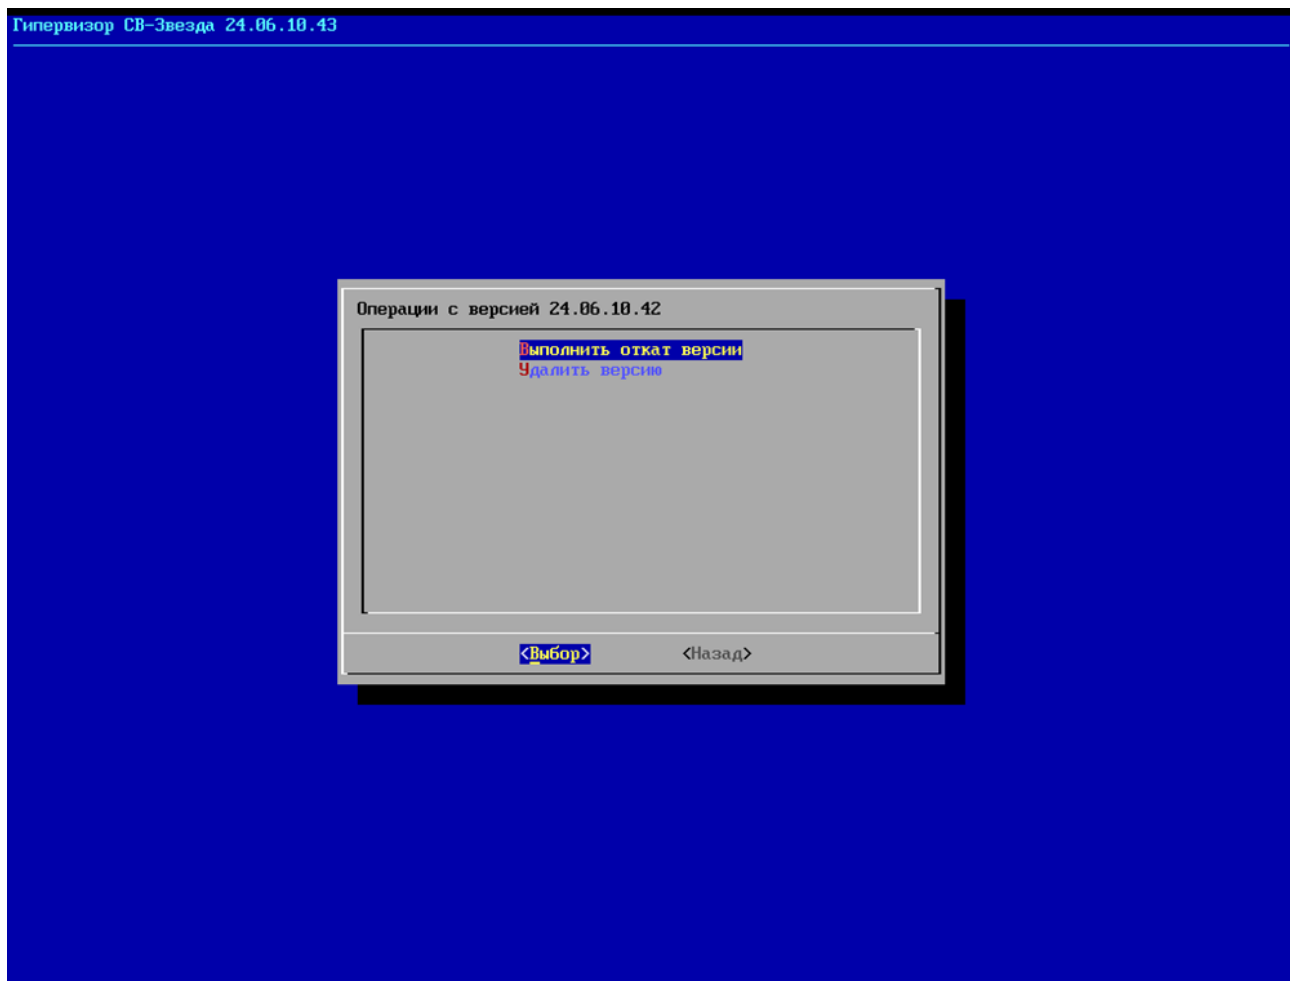 Гипервизор СВ-Звезда 24.06.10.43
Операции с версией 24.06.10.42
Выполнить откат версии
Удалить версию
<Выбор> <Назад>